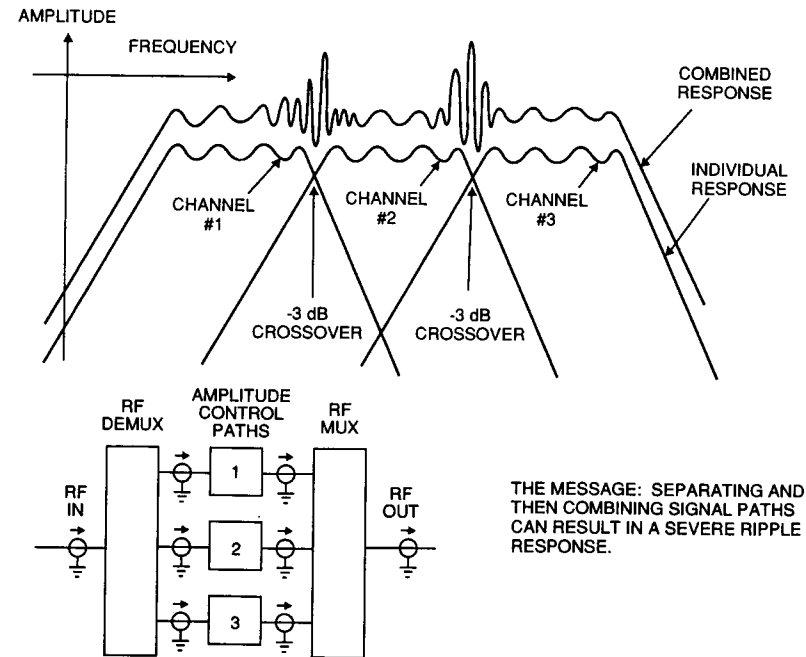 AMPLITUDE
FREQUENCY
COMBINED
RESPONSE
INDIVIDUAL
RESPONSE
CHANNEL
#1
CHANNEL
#2
CHANNEL
#3
-3 dB
CROSSOVER
-3 dB
CROSSOVER
RF
DEMUX
AMPLITUDE
CONTROL
PATHS
RF
MUX
RF
IN
1
2
3
RF
OUT
THE MESSAGE: SEPARATING AND
THEN COMBINING SIGNAL PATHS
CAN RESULT IN A SEVERE RIPPLE
RESPONSE.